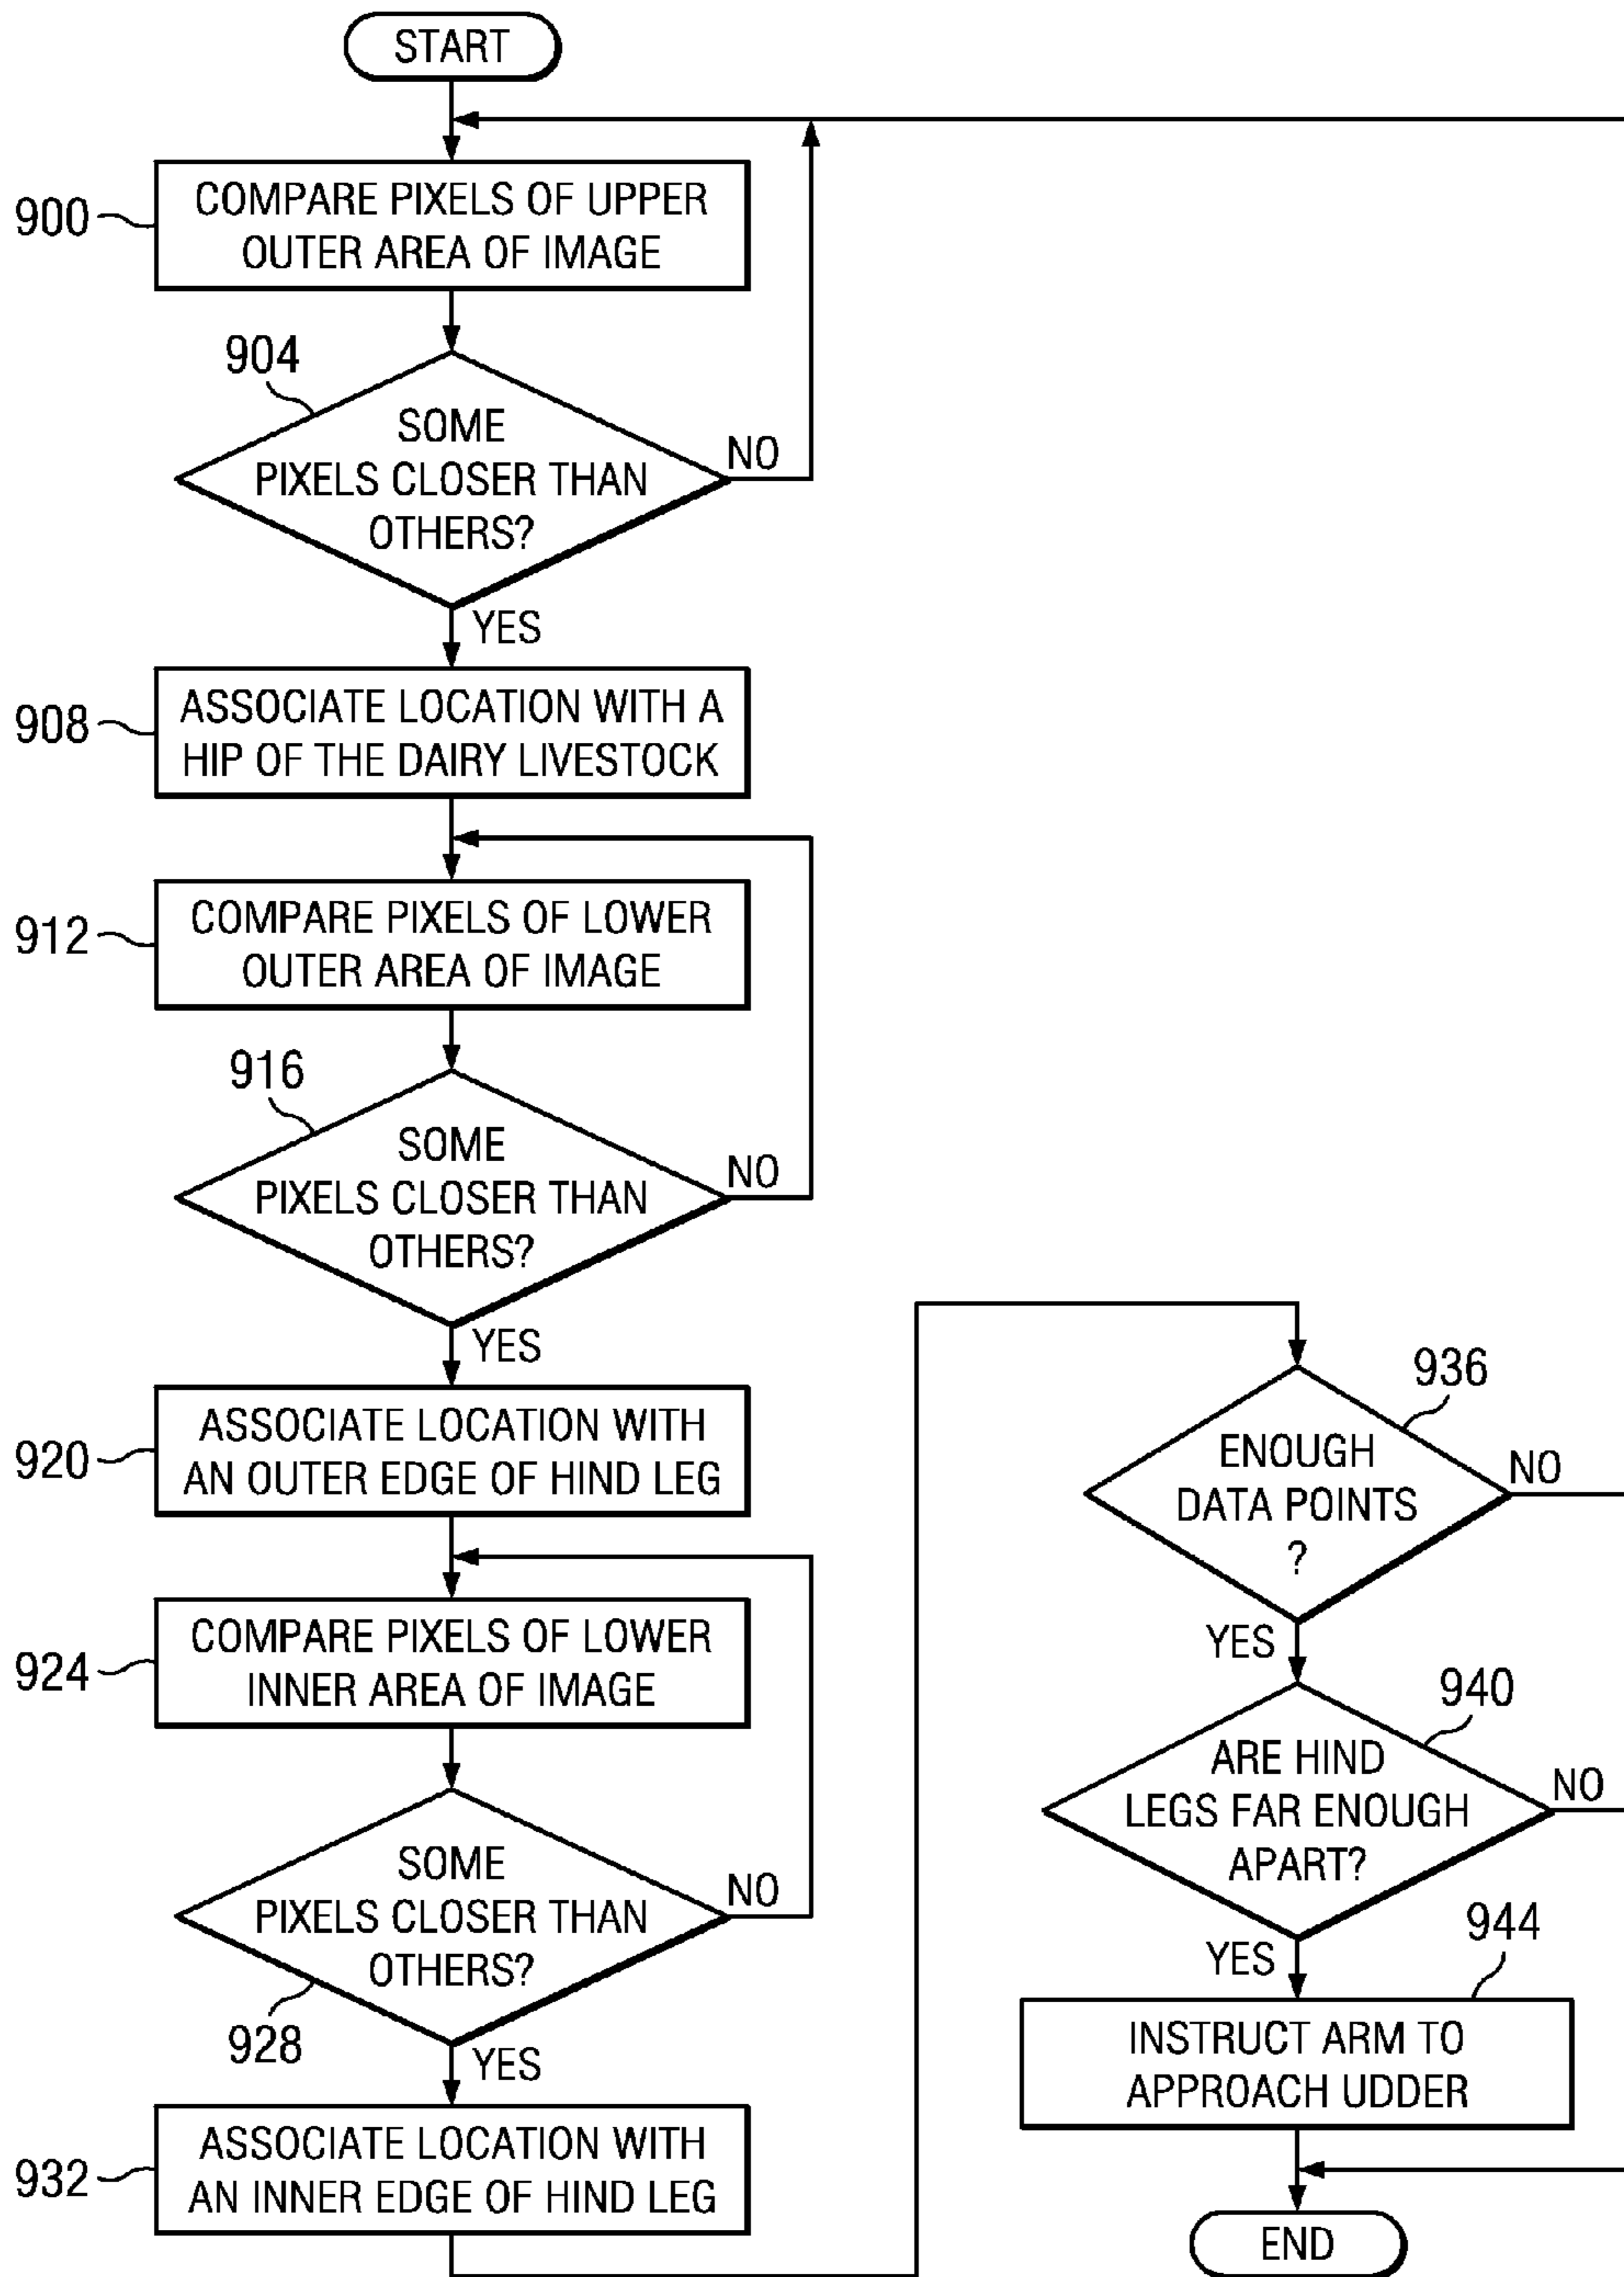 START
900
COMPARE PIXELS OF UPPER
OUTER AREA OF IMAGE
904
SOME
PIXELS CLOSER THAN
OTHERS?
NO
YES
908
ASSOCIATE LOCATION WITH A
HIP OF THE DAIRY LIVESTOCK
912
COMPARE PIXELS OF LOWER
OUTER AREA OF IMAGE
916
SOME
PIXELS CLOSER THAN
OTHERS?
NO
YES
920
ASSOCIATE LOCATION WITH
AN OUTER EDGE OF HIND LEG
924
COMPARE PIXELS OF LOWER
INNER AREA OF IMAGE
SOME
PIXELS CLOSER THAN
OTHERS?
NO
928
YES
932
ASSOCIATE LOCATION WITH
AN INNER EDGE OF HIND LEG
936
ENOUGH
DATA POINTS
?
NO
YES
940
ARE HIND
LEGS FAR ENOUGH
APART?
NO
YES
944
INSTRUCT ARM TO
APPROACH UDDER
END